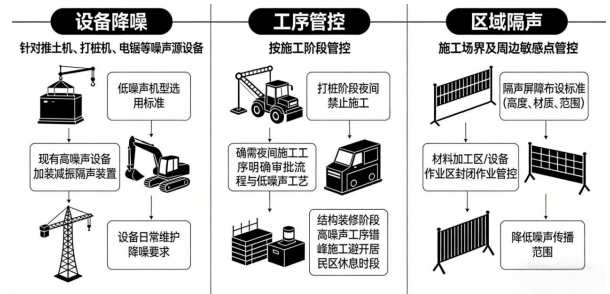 设备降噪
针对推土机、打桩机、电锯等噪声源设备
低噪声机型选
用标准
现有高噪声设备
加装减振隔声装置
设备日常维护
降噪要求
工序管控
按施工阶段管控
打桩阶段夜间
禁止施工
确需夜间施工工
序明确审批流
程与低噪声工艺
结构装修阶段
高噪声工序错
峰施工避开居
民区休息时段
区域隔声
施工场界及周边敏感点管控
隔声屏障布设标准
(高度、材质、范围)
材料加工区/设备
作业区封闭作业管控
降低噪声传播
范围